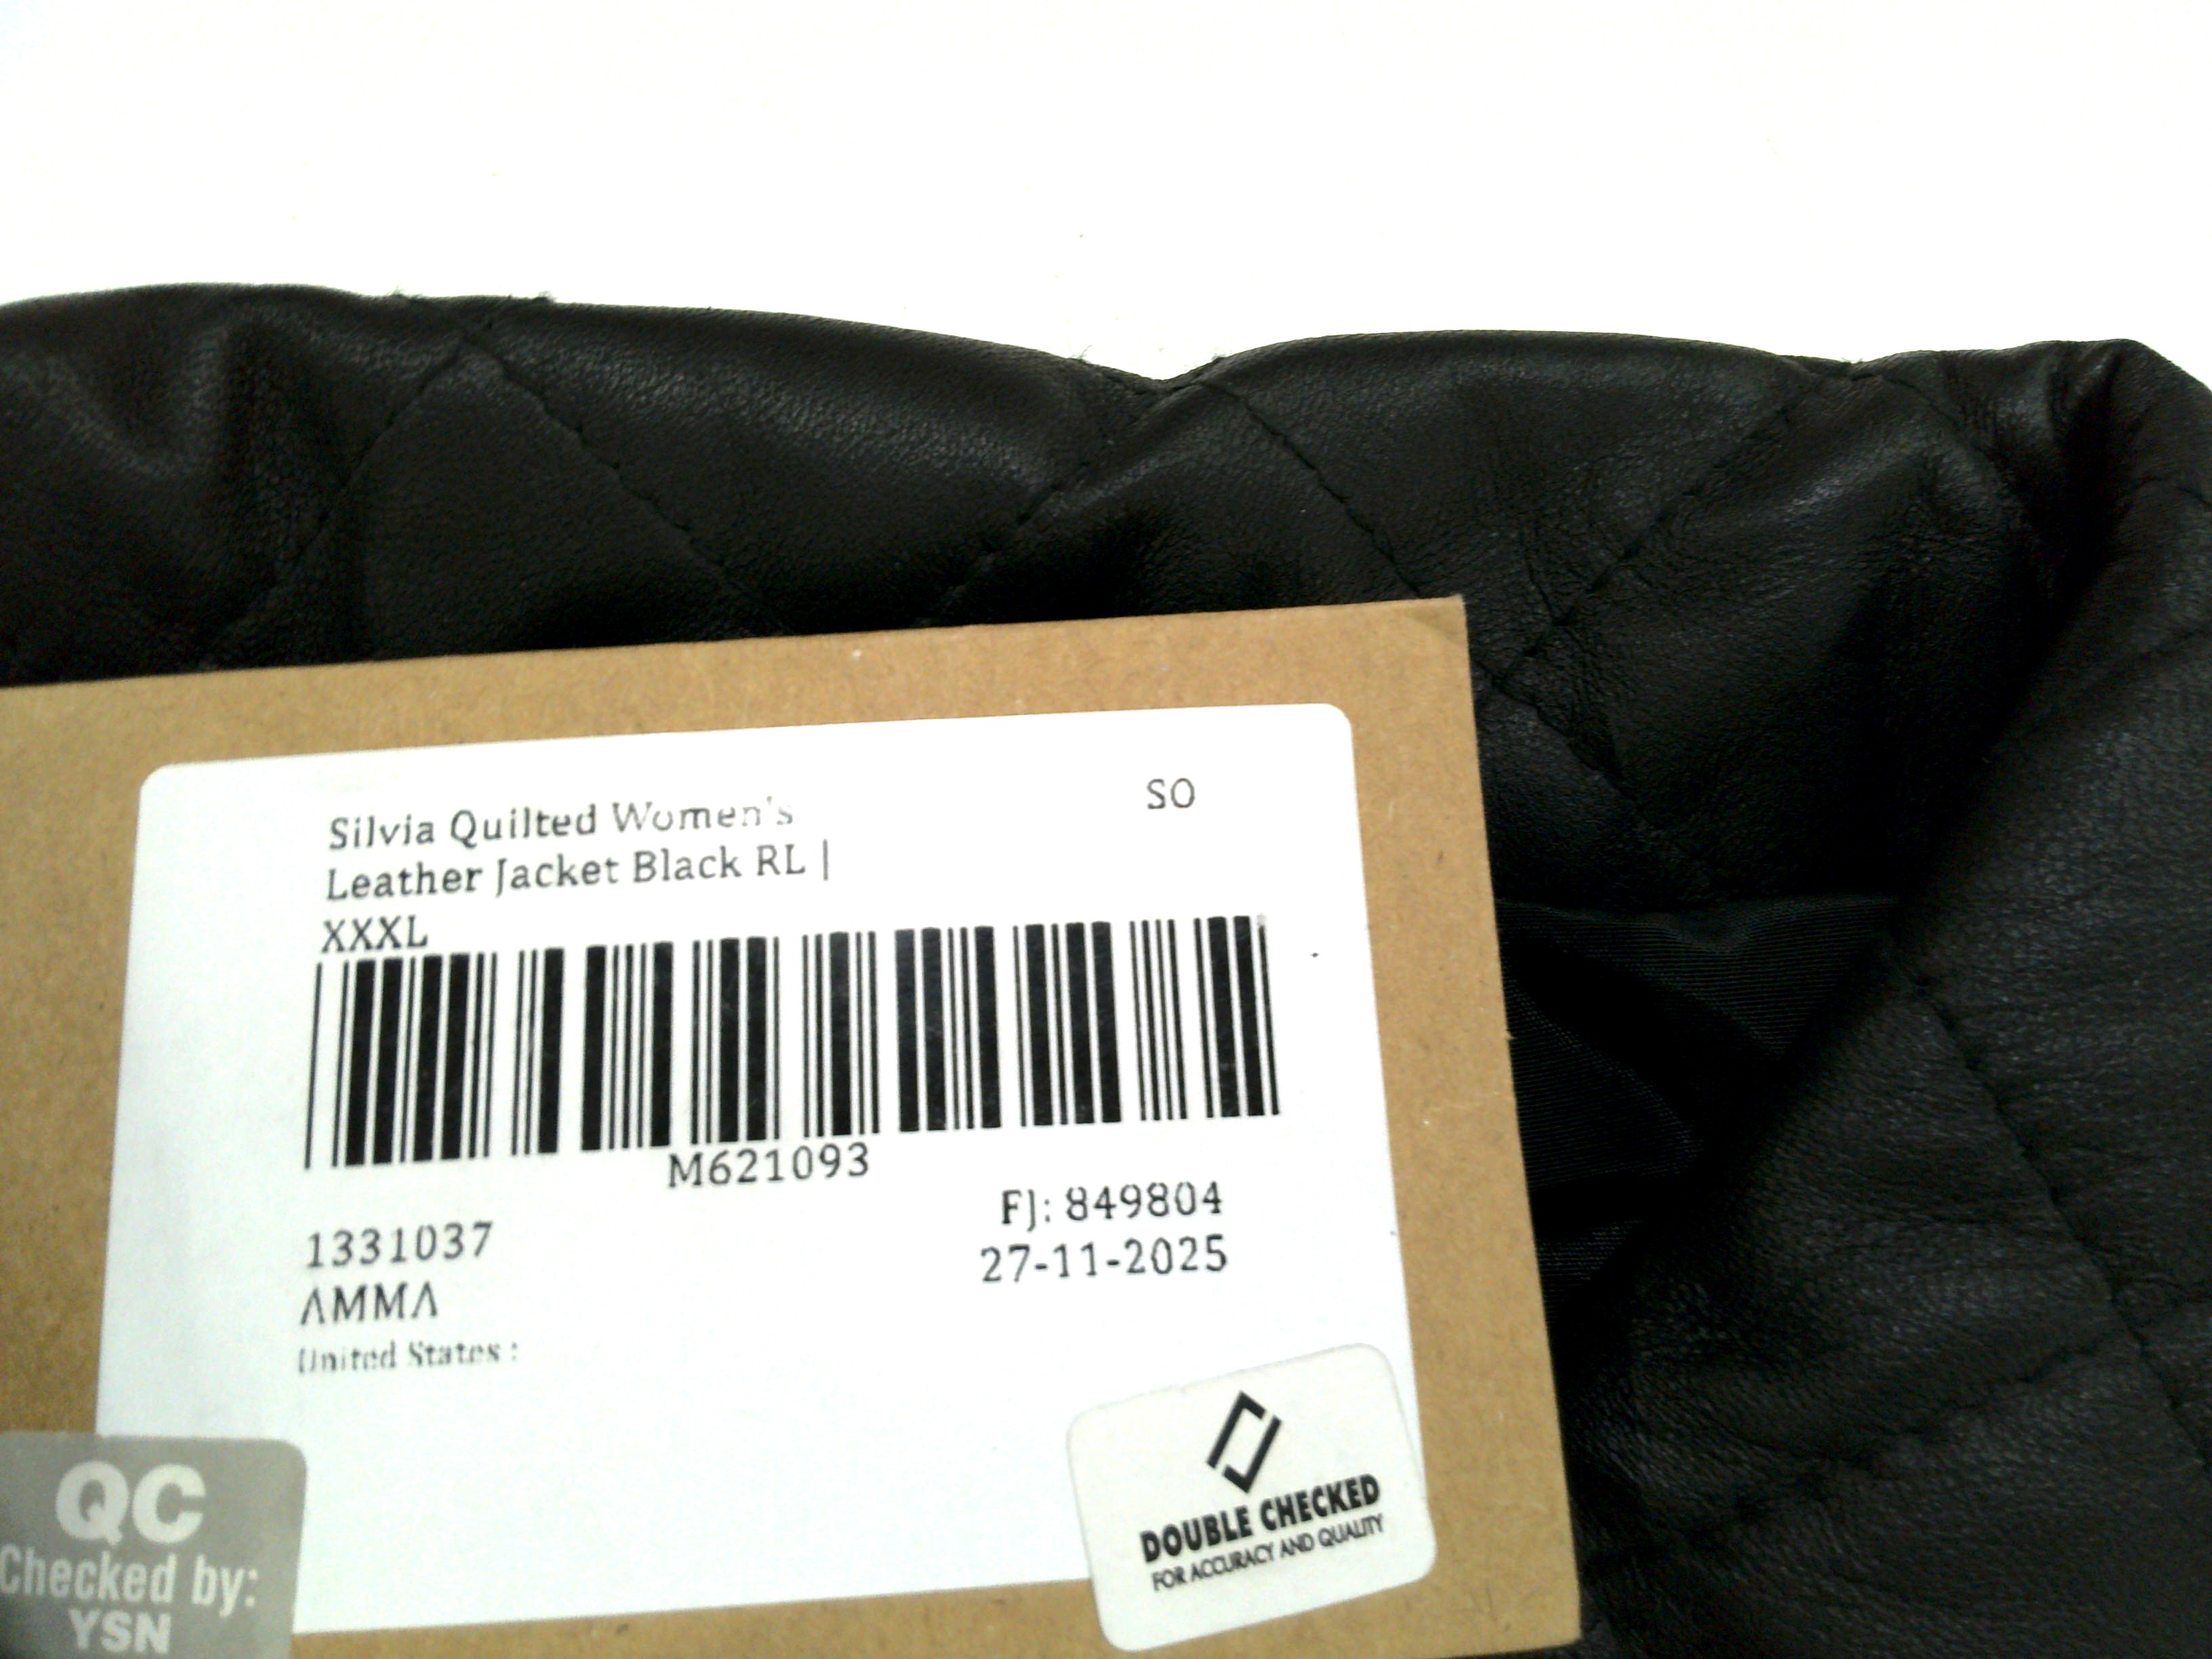 Silvia Quilted Women's
SO
Leather Jacket Black RL |
XXXL
M621093
FJ: 849804
1331037
27-11-2025
AMMA
United States :
QC
Checked by:
YSN
DOUBLE CHECKED
FOR ACCURACY AND QUALITY